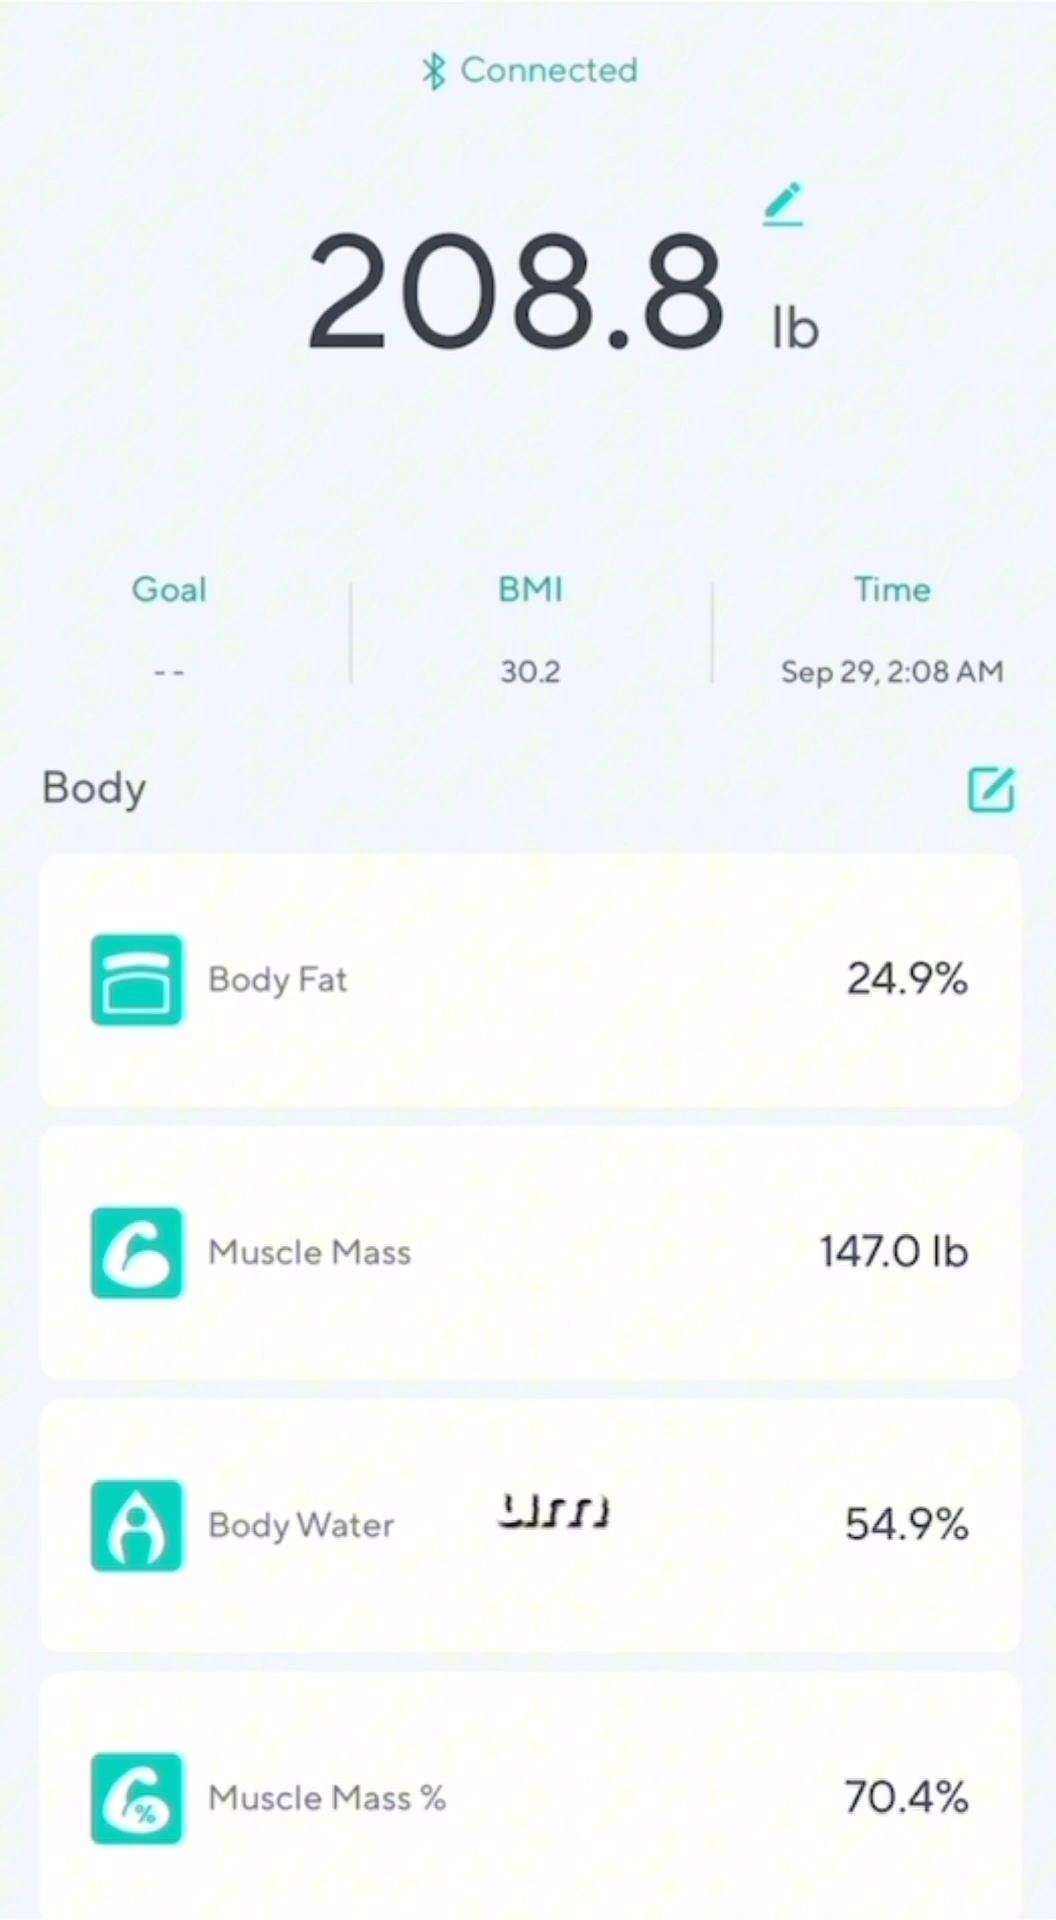 Connected
208.8 lb
Goal
BMI
Time
--
30.2
Sep 29, 2:08 AM
Body
Body Fat
24.9%
Muscle Mass
147.0 lb
Body Water
54.9%
Muscle Mass %
%
70.4%